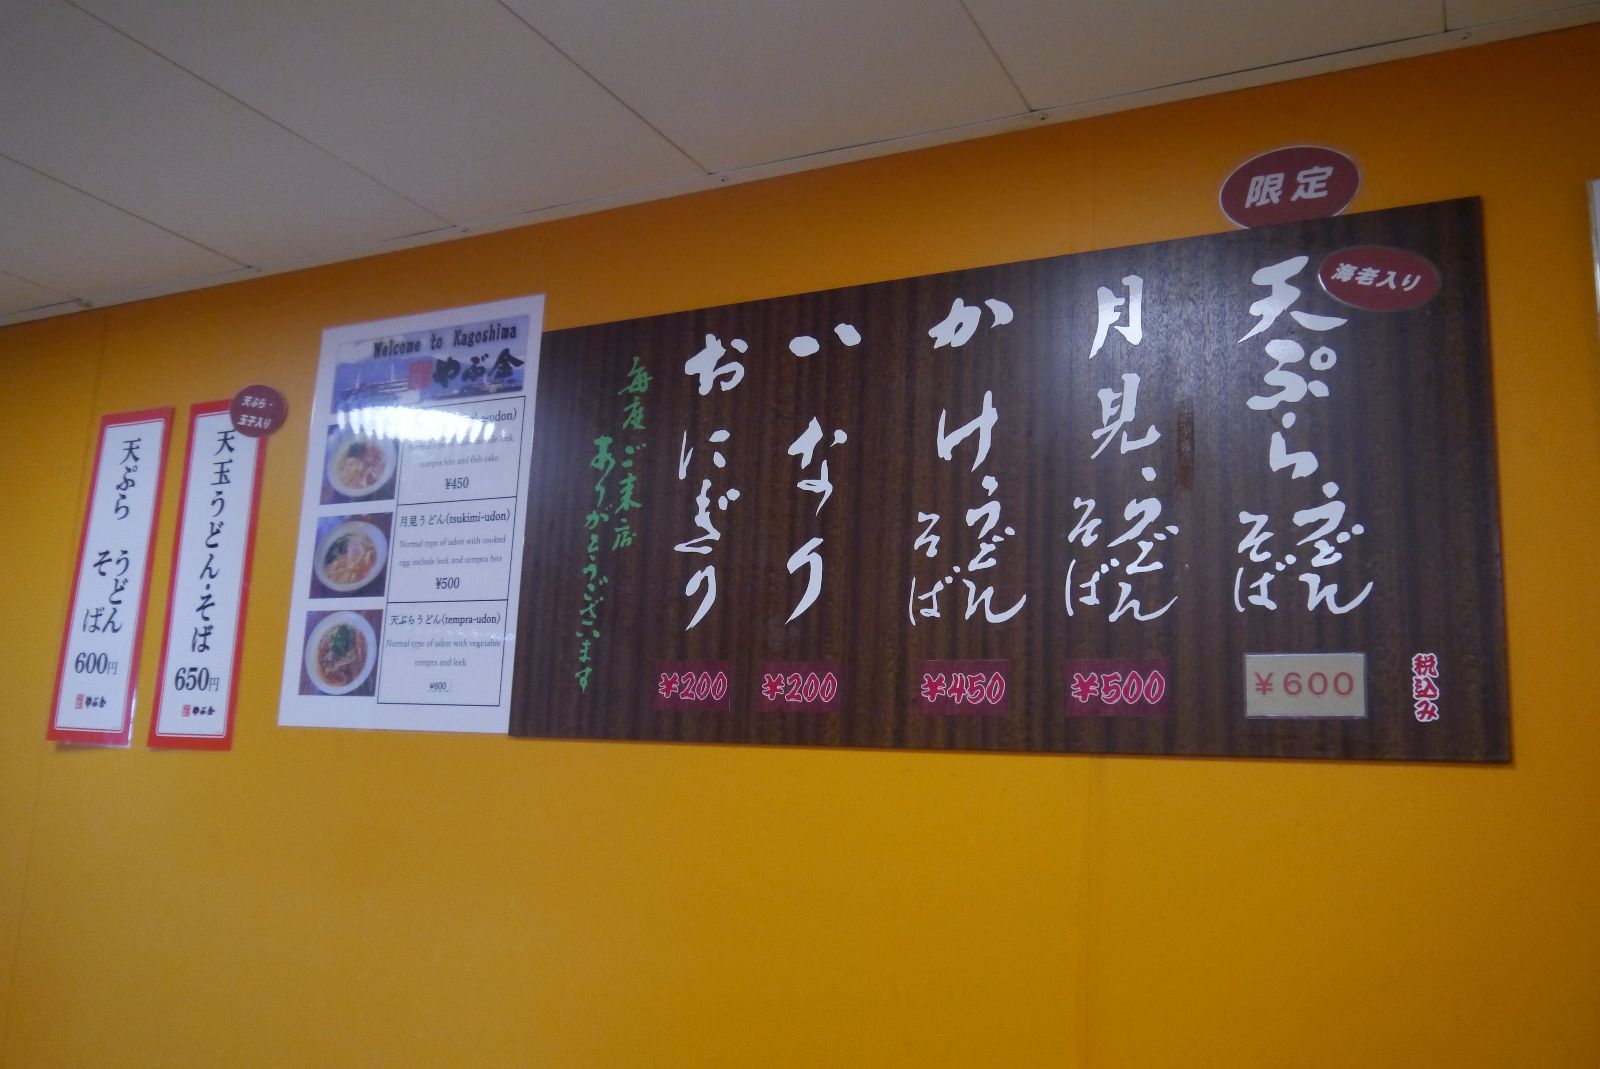 限定
海老入り
天ぷら、うどん
そば
¥600
税込み
月見、うどん
そば
¥500
かけ、うどん
そば
¥450
いなり
¥200
おにぎり
¥200
毎度ご来店
ありがとうございます
Welcome to Kagoshima
やぶ金
-udon)
tempra bits and fish cake
¥450
月見うどん(tsukimi-udon)
Normal type of udon with cooked
egg include leek and tempra bits
¥500
天ぷらうどん(tempra-udon)
Normal type of udon with vegetable
tempra and leek
¥600
天ぷら・
玉子入り
天玉うどん・そば
650円
やぶ金
天ぷら うどん
そば
600円
やぶ金